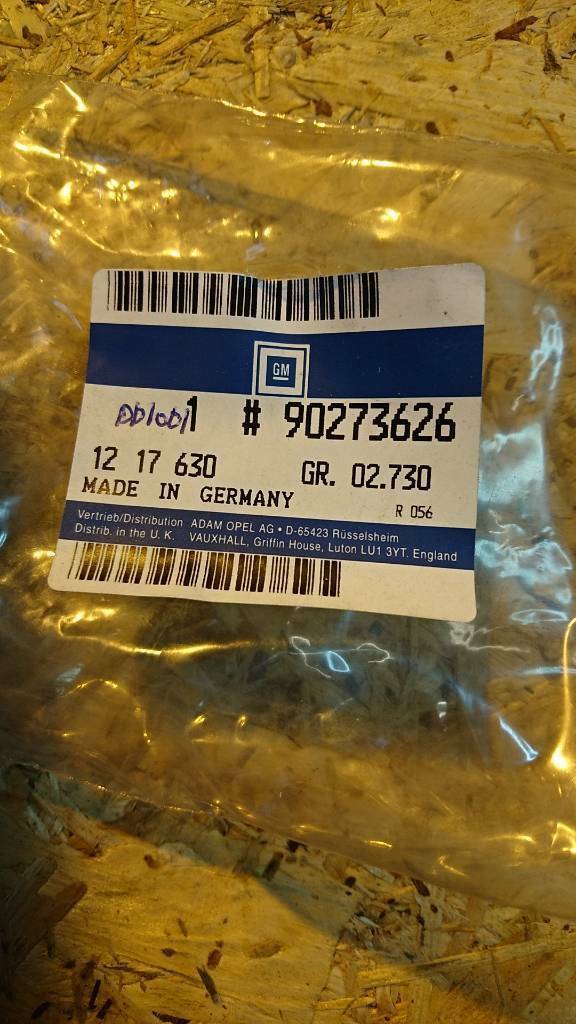 GM
1 # 90273626
12 17 630 GR. 02.730
MADE IN GERMANY R 056
Vertrieb/Distribution ADAM OPEL AG • D-65423 Rüsselsheim
Distrib. in the U. K. VAUXHALL, Griffin House, Luton LU1 3YT. England